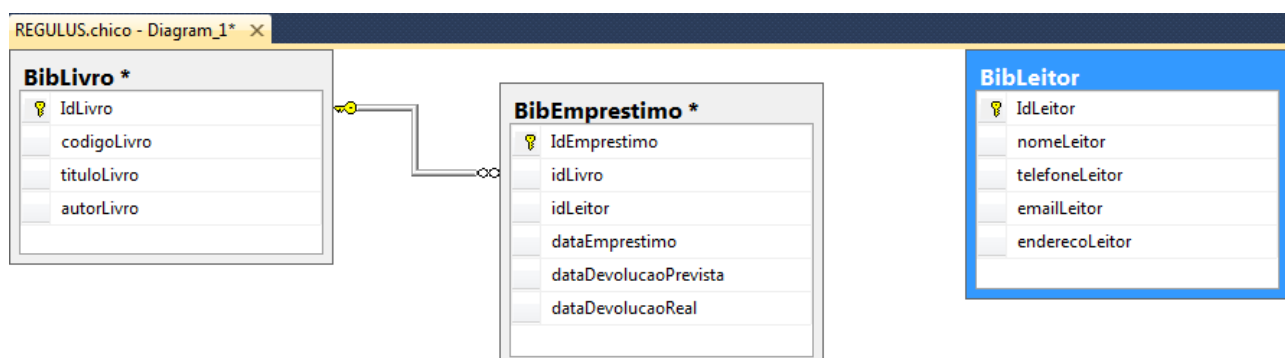 REGULUS.chico - Diagram_1*
BibLivro *
IdLivro
codigoLivro
tituloLivro
autorLivro
BibEmprestimo *
IdEmprestimo
idLivro
idLeitor
dataEmprestimo
dataDevolucaoPrevista
dataDevolucaoReal
BibLeitor
IdLeitor
nomeLeitor
telefoneLeitor
emailLeitor
enderecoLeitor